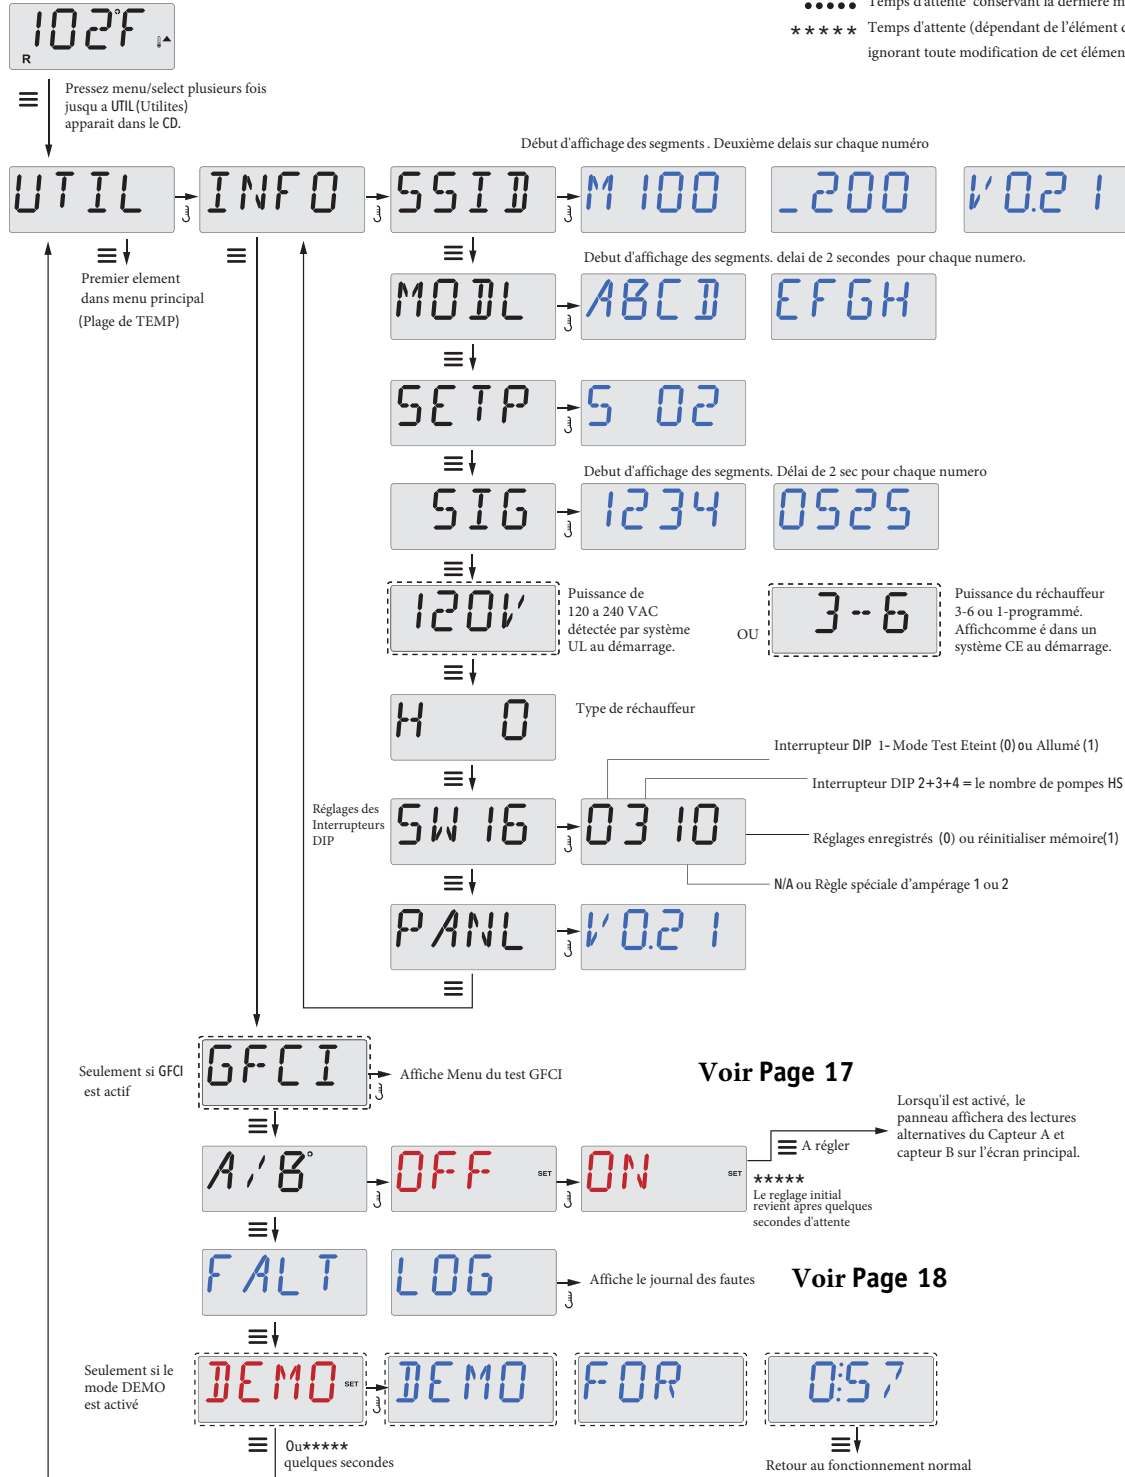 ●●●●● Temps d'attente conservant la dernière m
102°F
R
***** Temps d'attente (dépendant de l'élément
ignorant toute modification de cet élémen
Pressez menu/select plusieurs fois
jusqu a UTIL (Utilites)
apparait dans le CD.
Début d'affichage des segments . Deuxième delais sur chaque numéro
UTIL INFO SSID M100 _200 V0.21
Premier element
dans menu principal
(Plage de TEMP)
Debut d'affichage des segments. delai de 2 secondes pour chaque numero.
MODL ABCD EFGH
SETP S 02
Debut d'affichage des segments. Délai de 2 sec pour chaque numero
SIG 1234 0525
120V
Puissance de
120 a 240 VAC
détectée par système
UL au démarrage.
OU
3--6
Puissance du réchauffeur
3-6 ou 1-programmé.
Affichcomme é dans un
système CE au démarrage.
H 0
Type de réchauffeur
Interrupteur DIP 1- Mode Test Eteint (0) ou Allumé (1)
Interrupteur DIP 2+3+4 = le nombre de pompes HS
Réglages des
Interrupteurs
DIP
SW16 0310
Réglages enregistrés (0) ou réinitialiser mémoire(1)
N/A ou Règle spéciale d'ampérage 1 ou 2
PANL V0.21
Seulement si GFCI
est actif
GFCI
Affiche Menu du test GFCI
Voir Page 17
Lorsqu'il est activé, le
panneau affichera des lectures
alternatives du Capteur A et
capteur B sur l'écran principal.
A/B° OFF SET ON SET
A régler
*****
Le reglage initial
revient apres quelques
secondes d'attente
FALT LOG
Affiche le journal des fautes
Voir Page 18
Seulement si le
mode DEMO
est activé
DEMO SET DEMO FOR 0:57
Ou*****
quelques secondes
Retour au fonctionnement normal